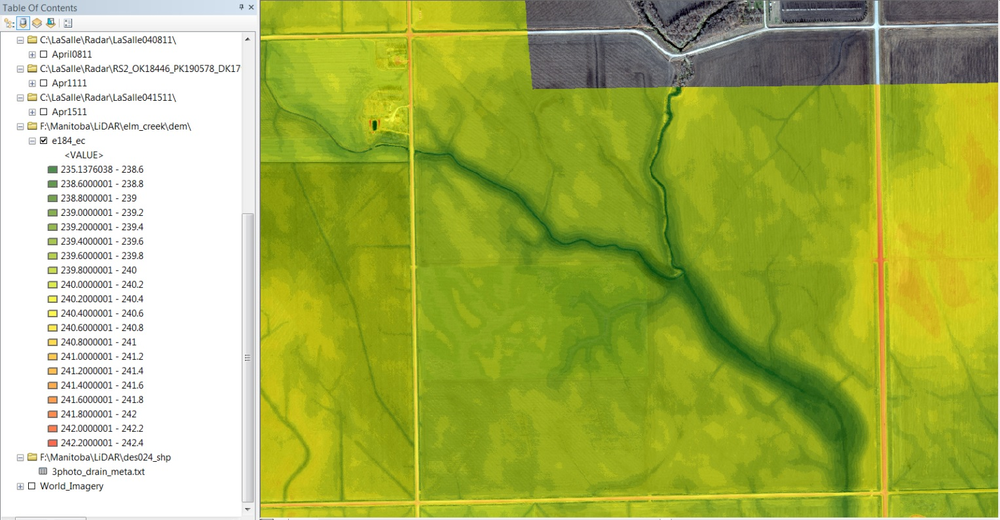 Table Of Contents
C:\LaSalle\Radar\LaSalle040811\
April0811
C:\LaSalle\Radar\RS2_OK18446_PK190578_DK17
Apr1111
C:\LaSalle\Radar\LaSalle041511\
Apr1511
F:\Manitoba\LiDAR\elm_creek\dem\
e184_ec
<VALUE>
235.1376038 - 238.6
238.6000001 - 238.8
238.8000001 - 239
239.0000001 - 239.2
239.2000001 - 239.4
239.4000001 - 239.6
239.6000001 - 239.8
239.8000001 - 240
240.0000001 - 240.2
240.2000001 - 240.4
240.4000001 - 240.6
240.6000001 - 240.8
240.8000001 - 241
241.0000001 - 241.2
241.2000001 - 241.4
241.4000001 - 241.6
241.6000001 - 241.8
241.8000001 - 242
242.0000001 - 242.2
242.2000001 - 242.4
F:\Manitoba\LiDAR\des024_shp
3photo_drain_meta.txt
World_Imagery